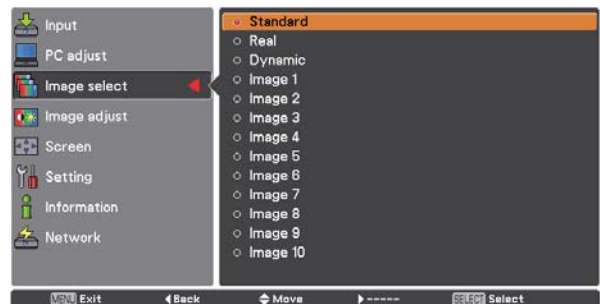 Input
PC adjust
Image select
Image adjust
Screen
Setting
Information
Network
Standard
Real
Dynamic
Image 1
Image 2
Image 3
Image 4
Image 5
Image 6
Image 7
Image 8
Image 9
Image 10
MENU Exit Back Move ----- SELECT Select